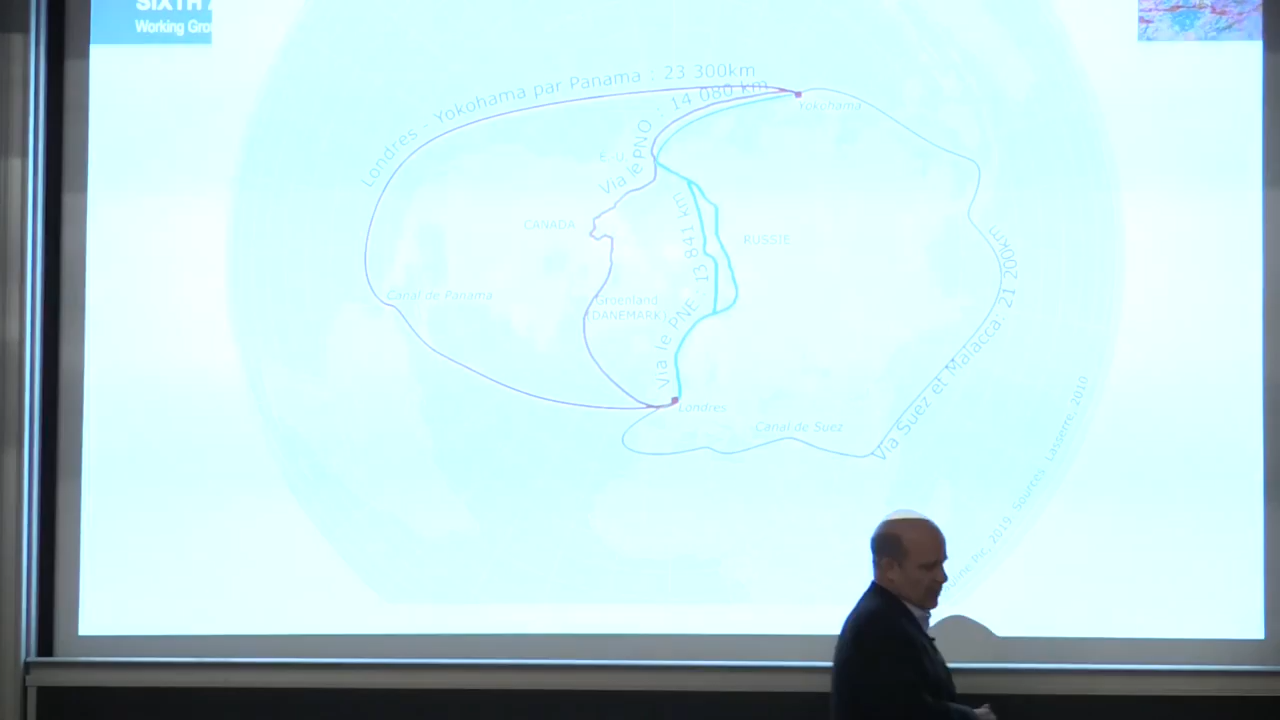 SIXTH
Working Gro
Londres - Yokohama par Panama : 23 300km
Via le PNO : 14 080 km
Yokohama
E.-U.
CANADA
RUSSIE
Via le PNE : 13 841 km
Canal de Panama
Groenland
(DANEMARK)
Via Suez et Malacca: 21 200km
Londres
Canal de Suez
Pic, 2019. Sources : Lasserre, 2010